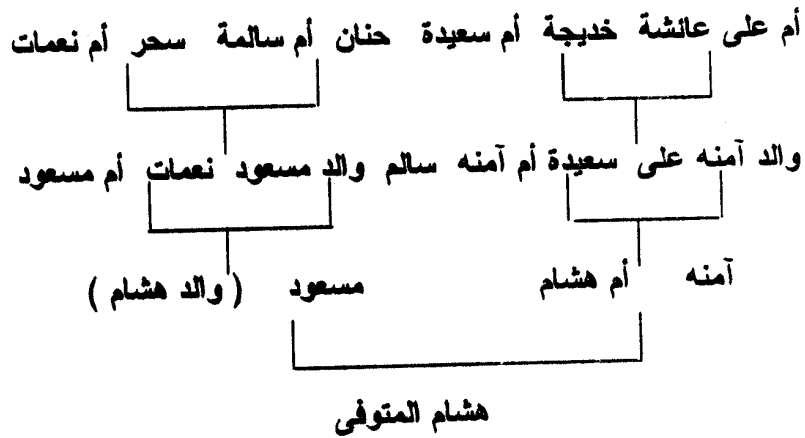 أم على عائشة خديجة أم سعيدة حنان أم سالمة سحر أم نعمات
والد آمنه على سعيدة أم آمنه سالم والد مسعود نعمات أم مسعود
آمنه أم هشام مسعود ( والد هشام )
هشام المتوفى